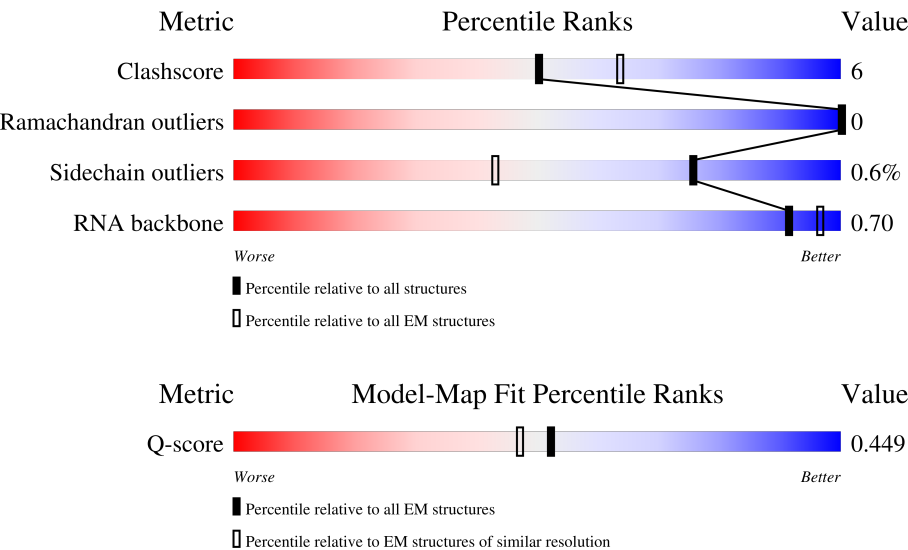 Metric Percentile Ranks Value
Clashscore 6
Ramachandran outliers 0
Sidechain outliers 0.6%
RNA backbone 0.70
Worse Better
Percentile relative to all structures
Percentile relative to all EM structures
Metric Model-Map Fit Percentile Ranks Value
Q-score 0.449
Worse Better
Percentile relative to all EM structures
Percentile relative to EM structures of similar resolution